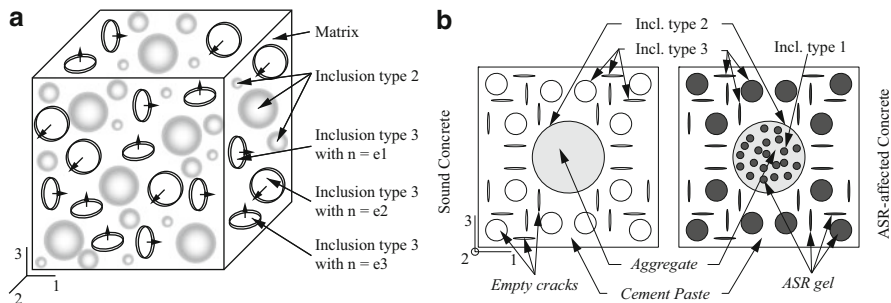 a
Matrix
Inclusion type 2
Inclusion type 3
with n = e1
Inclusion type 3
with n = e2
Inclusion type 3
with n = e3
3
1
2
b
Incl. type 2
Incl. type 3
Incl. type 1
Sound Concrete
ASR-affected Concrete
3
2
1
Empty cracks
Aggregate
Cement Paste
ASR gel